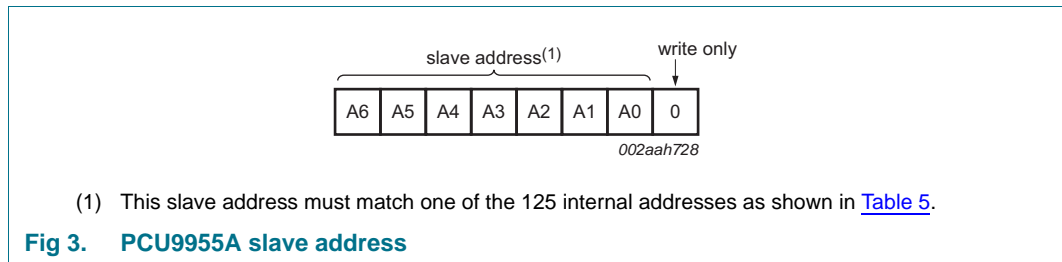 slave address(1)
write only
A6 A5 A4 A3 A2 A1 A0 0
002aah728
(1) This slave address must match one of the 125 internal addresses as shown in Table 5.
Fig 3. PCU9955A slave address